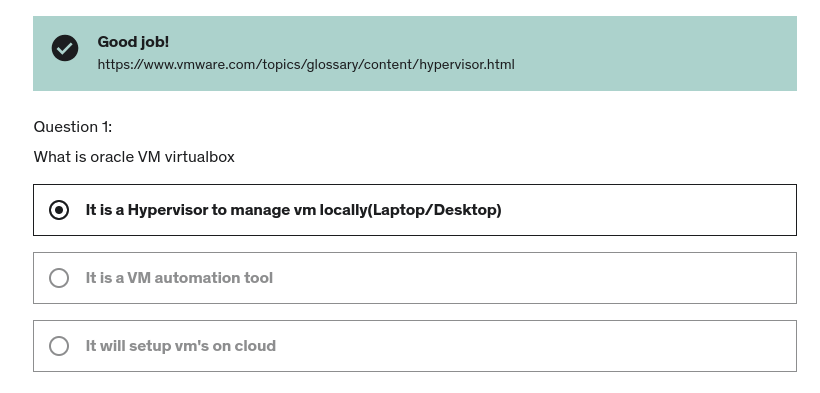 Good job!
https://www.vmware.com/topics/glossary/content/hypervisor.html
Question 1:
What is oracle VM virtualbox
It is a Hypervisor to manage vm locally(Laptop/Desktop)
It is a VM automation tool
It will setup vm's on cloud